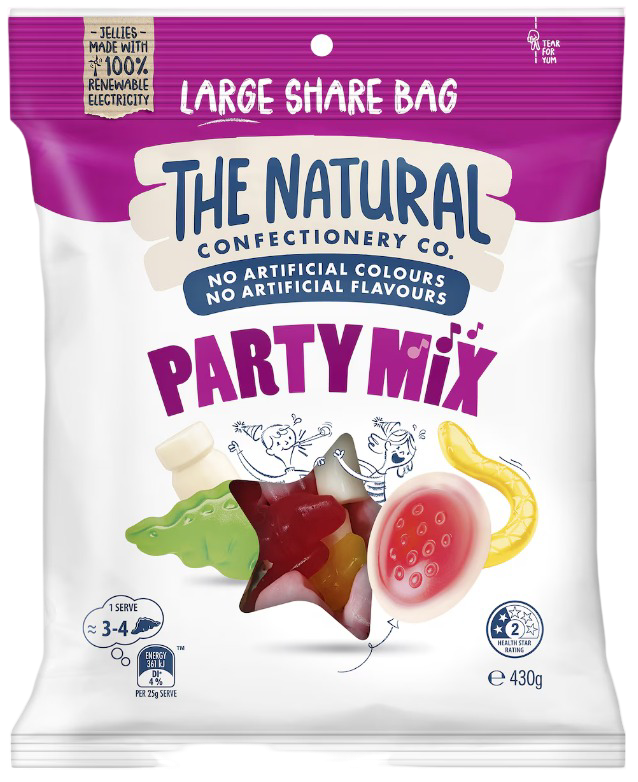 - JELLIES -
MADE WITH
100%
RENEWABLE
ELECTRICITY
TEAR
FOR
YUM
LARGE SHARE BAG
THE NATURAL
CONFECTIONERY CO.
NO ARTIFICIAL COLOURS
NO ARTIFICIAL FLAVOURS
PARTY MiX
1 SERVE
≈ 3-4
ENERGY
361 kJ
DI*
4 %
TM
PER 25g SERVE
2
HEALTH STAR
RATING
e 430g